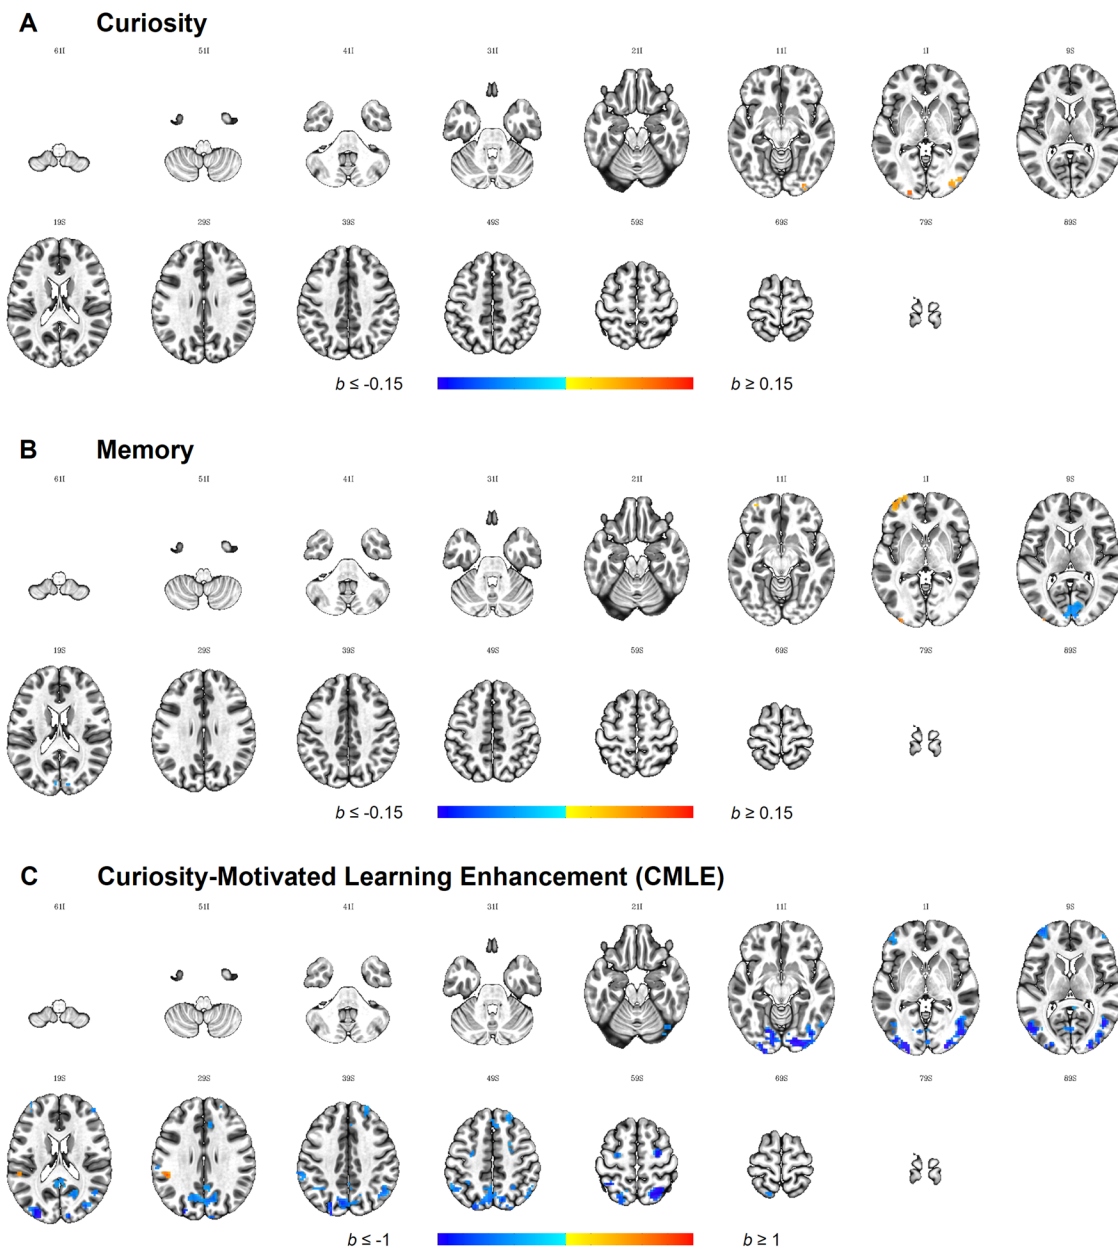 A Curiosity
61I 51I 41I 31I 21I 11I 1I 9S
19S 29S 39S 49S 59S 69S 79S 89S
b ≤ -0.15 b ≥ 0.15
B Memory
61I 51I 41I 31I 21I 11I 1I 9S
19S 29S 39S 49S 59S 69S 79S 89S
b ≤ -0.15 b ≥ 0.15
C Curiosity-Motivated Learning Enhancement (CMLE)
61I 51I 41I 31I 21I 11I 1I 9S
19S 29S 39S 49S 59S 69S 79S 89S
b ≤ -1 b ≥ 1